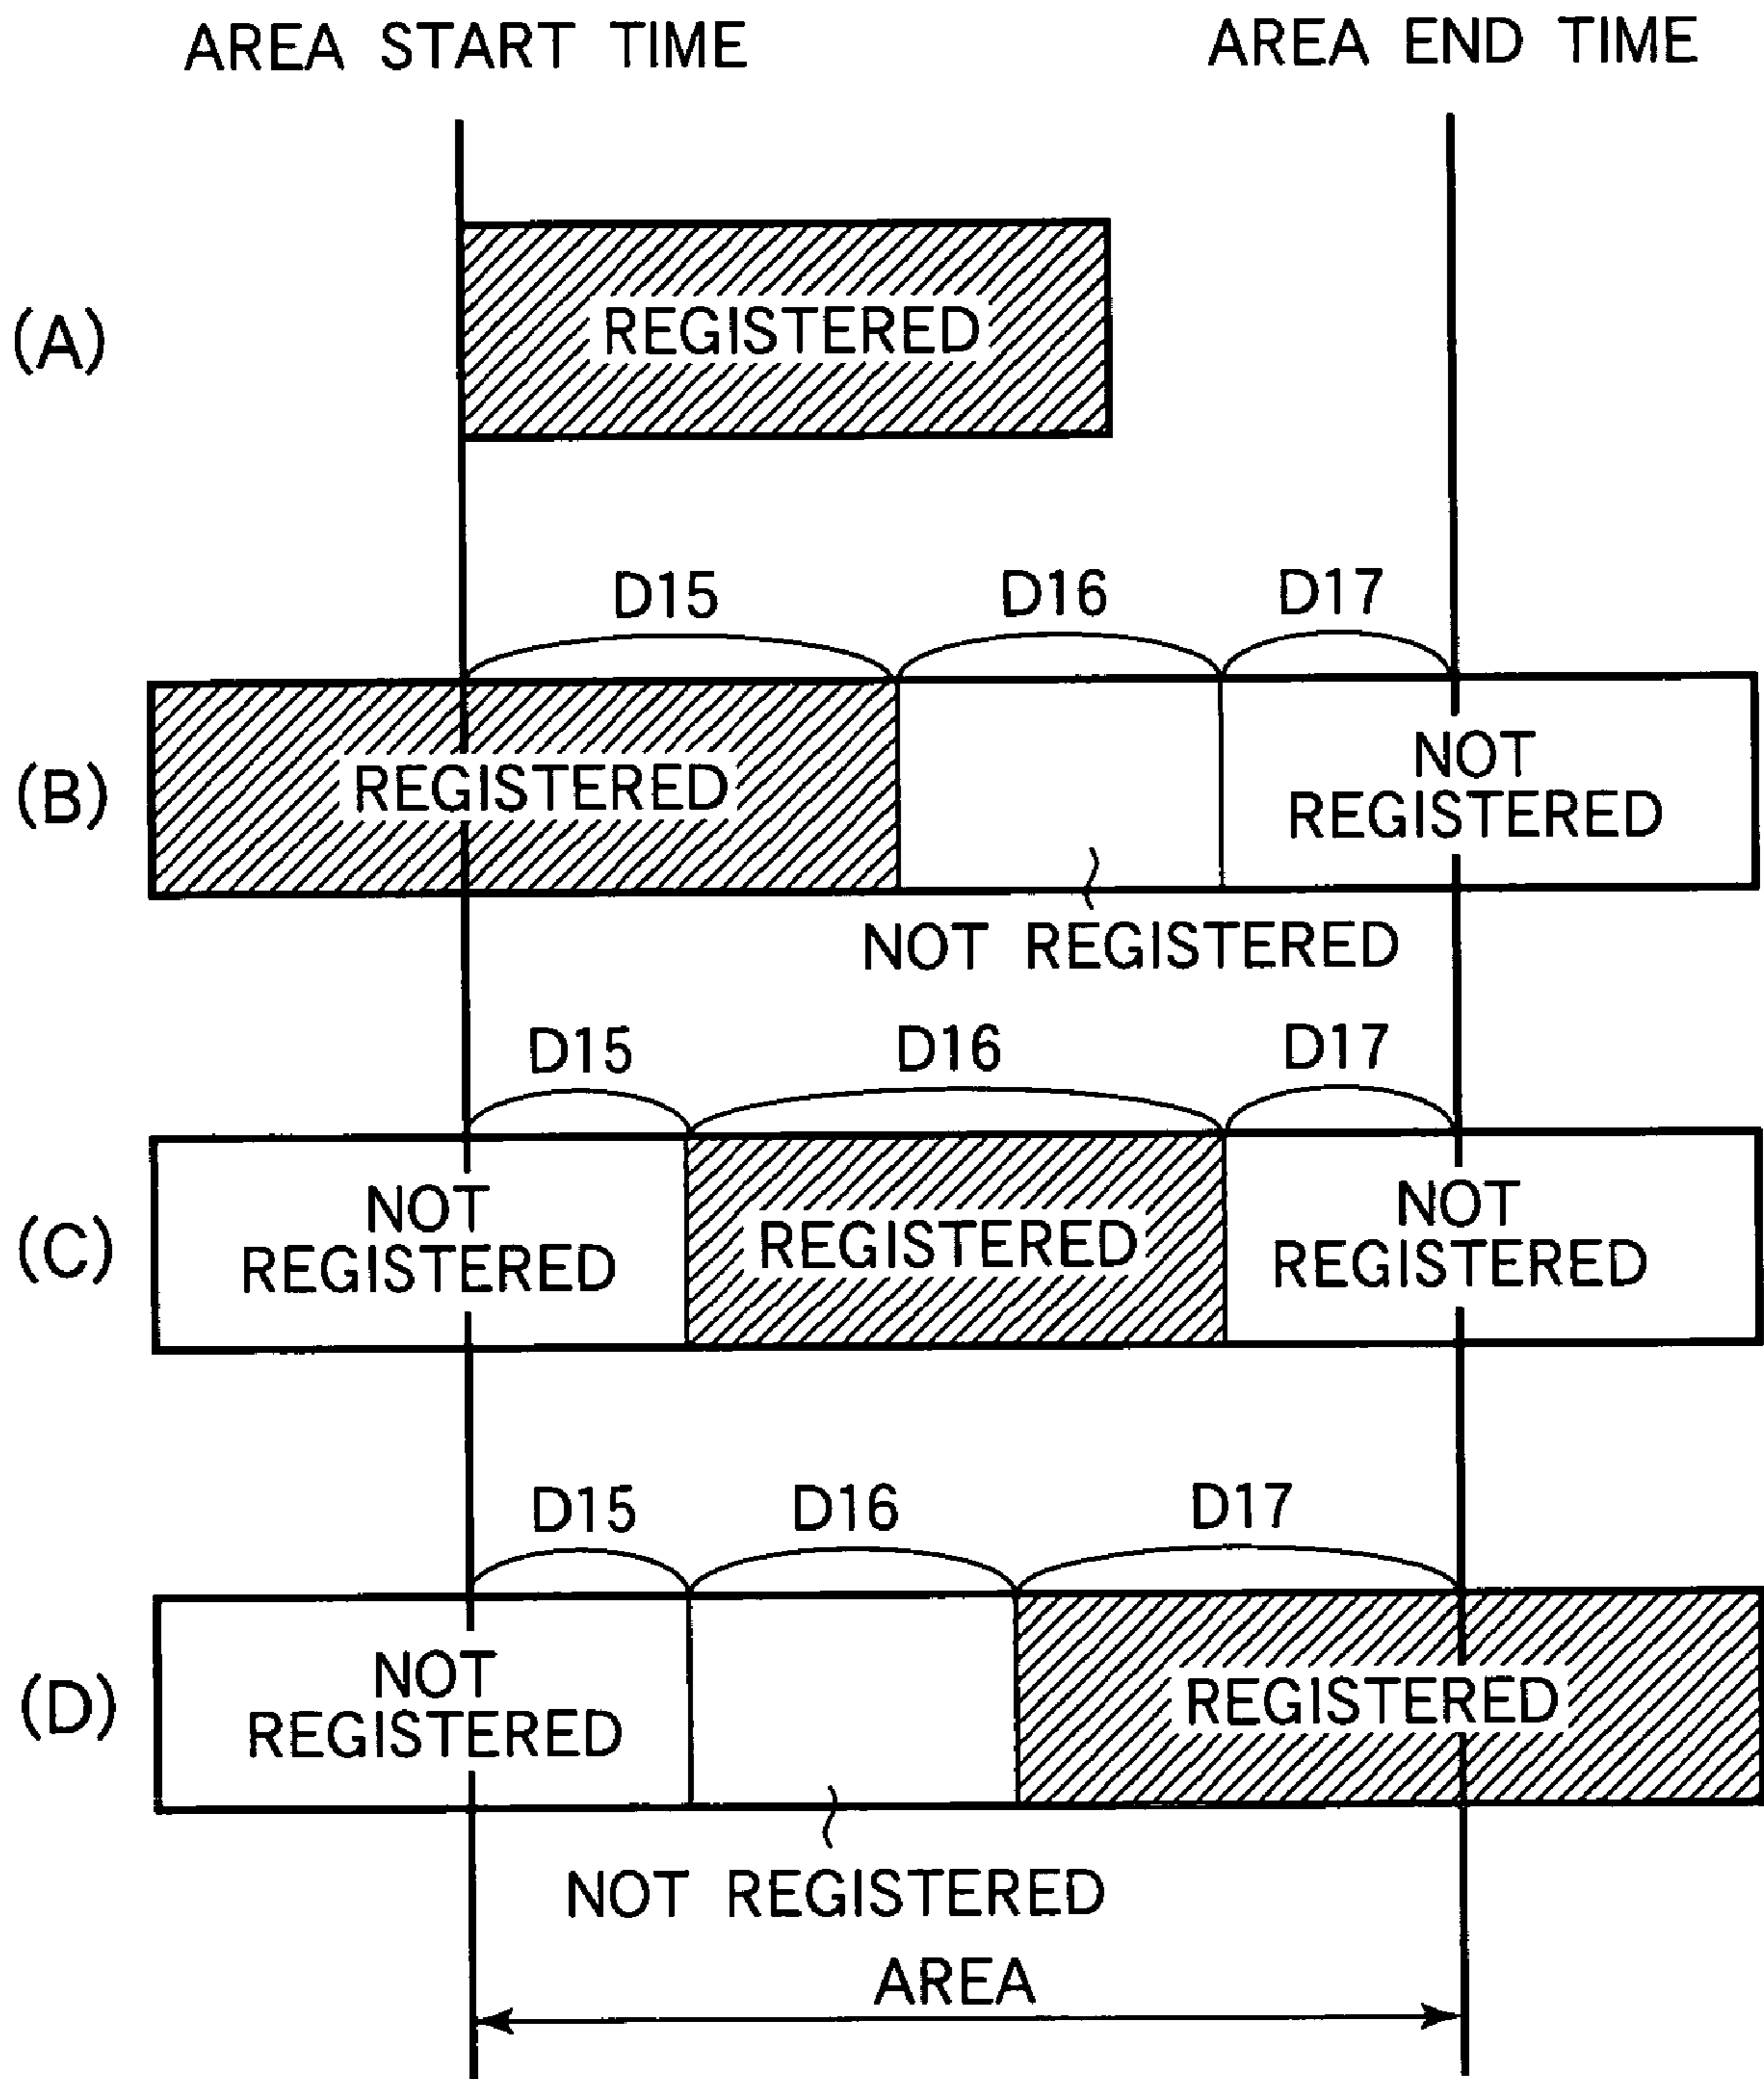 AREA START TIME
AREA END TIME
(A)
REGISTERED
D15
D16
D17
(B)
REGISTERED
NOT
REGISTERED
NOT REGISTERED
D15
D16
D17
(C)
NOT
REGISTERED
REGISTERED
NOT
REGISTERED
D15
D16
D17
(D)
NOT
REGISTERED
REGISTERED
NOT REGISTERED
AREA